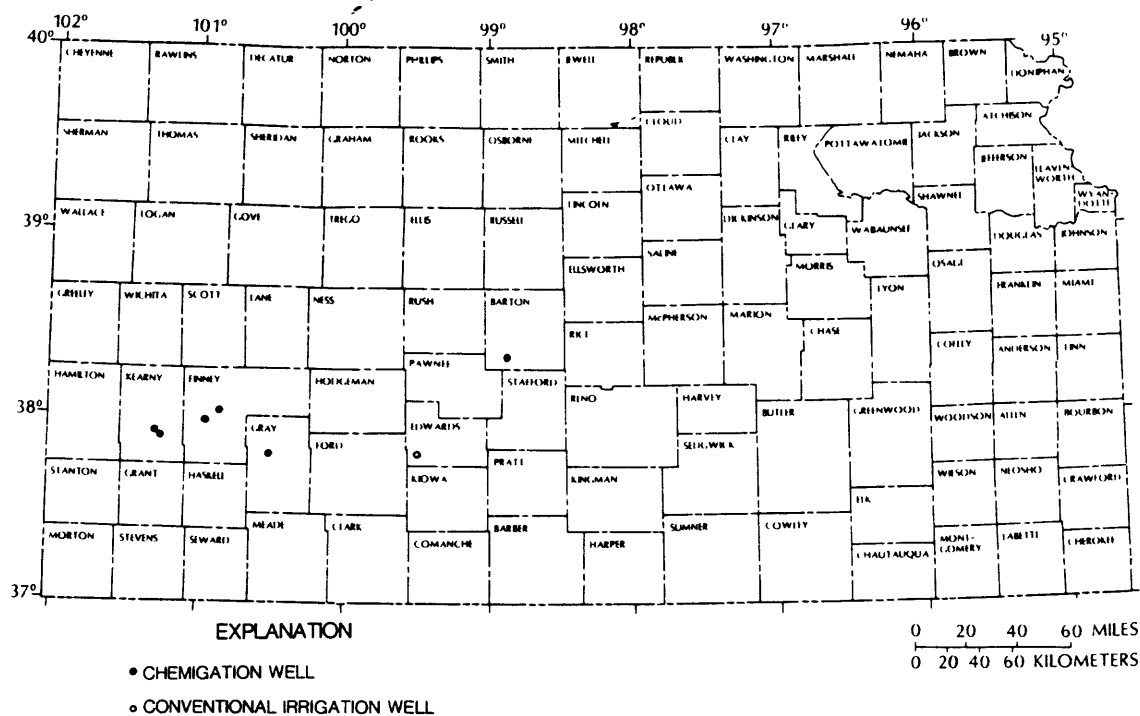 102° 101° 100° 99° 98° 97° 96° 95°
40°
CHEYENNE RAWLINS DECATUR NORTON PHILLIPS SMITH JEWELL REPUBLIC WASHINGTON MARSHALL NEMAHA BROWN DONIPHAN
SHERMAN THOMAS SHERIDAN GRAHAM ROOKS OSBORNE MITCHELL CLOUD CLAY RILEY POTTAWATOMIE JACKSON ATCHISON
JEFFERSON LEAVEN-
WORTH
OTTAWA SHAWNEE WYAN-
DOTTE
39°
WALLACE LOGAN GOVE TREGO ELLIS RUSSELL LINCOLN DICKINSON GEARY WABAUNSEE DOUGLAS JOHNSON
SALINE
ELLSWORTH MORRIS OSAGE
GREELEY WICHITA SCOTT LANE NESS RUSH BARTON LYON FRANKLIN MIAMI
RICE McPHERSON MARION CHASE
PAWNEE COFFEY ANDERSON LINN
38°
HAMILTON KEARNY FINNEY HODGEMAN STAFFORD RENO HARVEY BUTLER GREENWOOD WOODSON ALLEN BOURBON
GRAY FORD EDWARDS SEDGWICK
STANTON GRANT HASKELL KIOWA PRATT KINGMAN WILSON NEOSHO CRAWFORD
ELK
MEADE CLARK BARBER SUMNER COWLEY
37°
MORTON STEVENS SEWARD COMANCHE HARPER CHAUTAUQUA MONT-
GOMERY LABETTE CHEROKEE
EXPLANATION
CHEMIGATION WELL
CONVENTIONAL IRRIGATION WELL
0 20 40 60 MILES
0 20 40 60 KILOMETERS